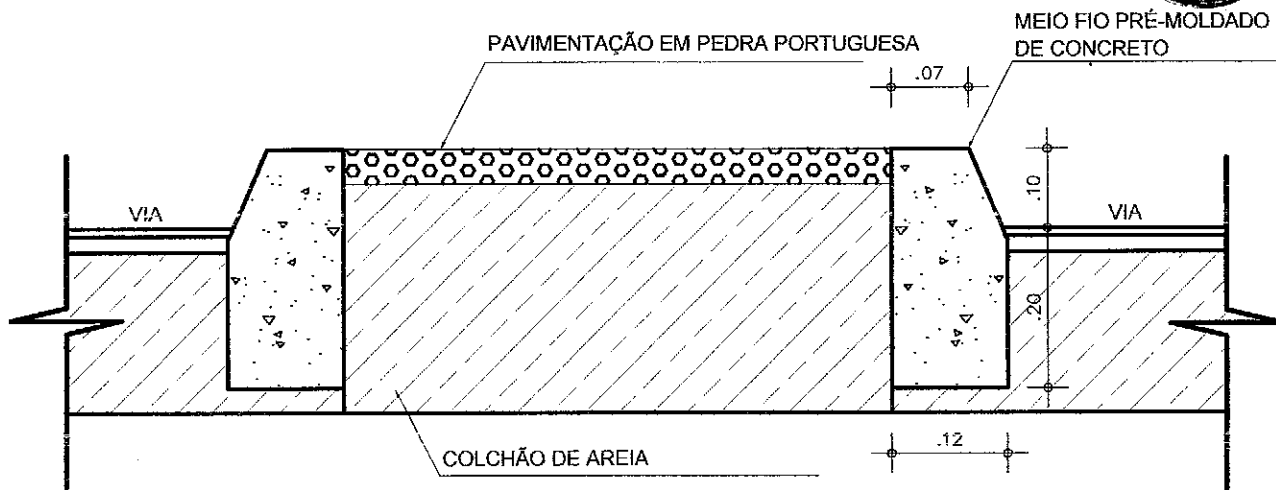 MEIO FIO PRÉ-MOLDADO
DE CONCRETO
PAVIMENTAÇÃO EM PEDRA PORTUGUESA
.07
.10
VIA
VIA
.20
.12
COLCHÃO DE AREIA